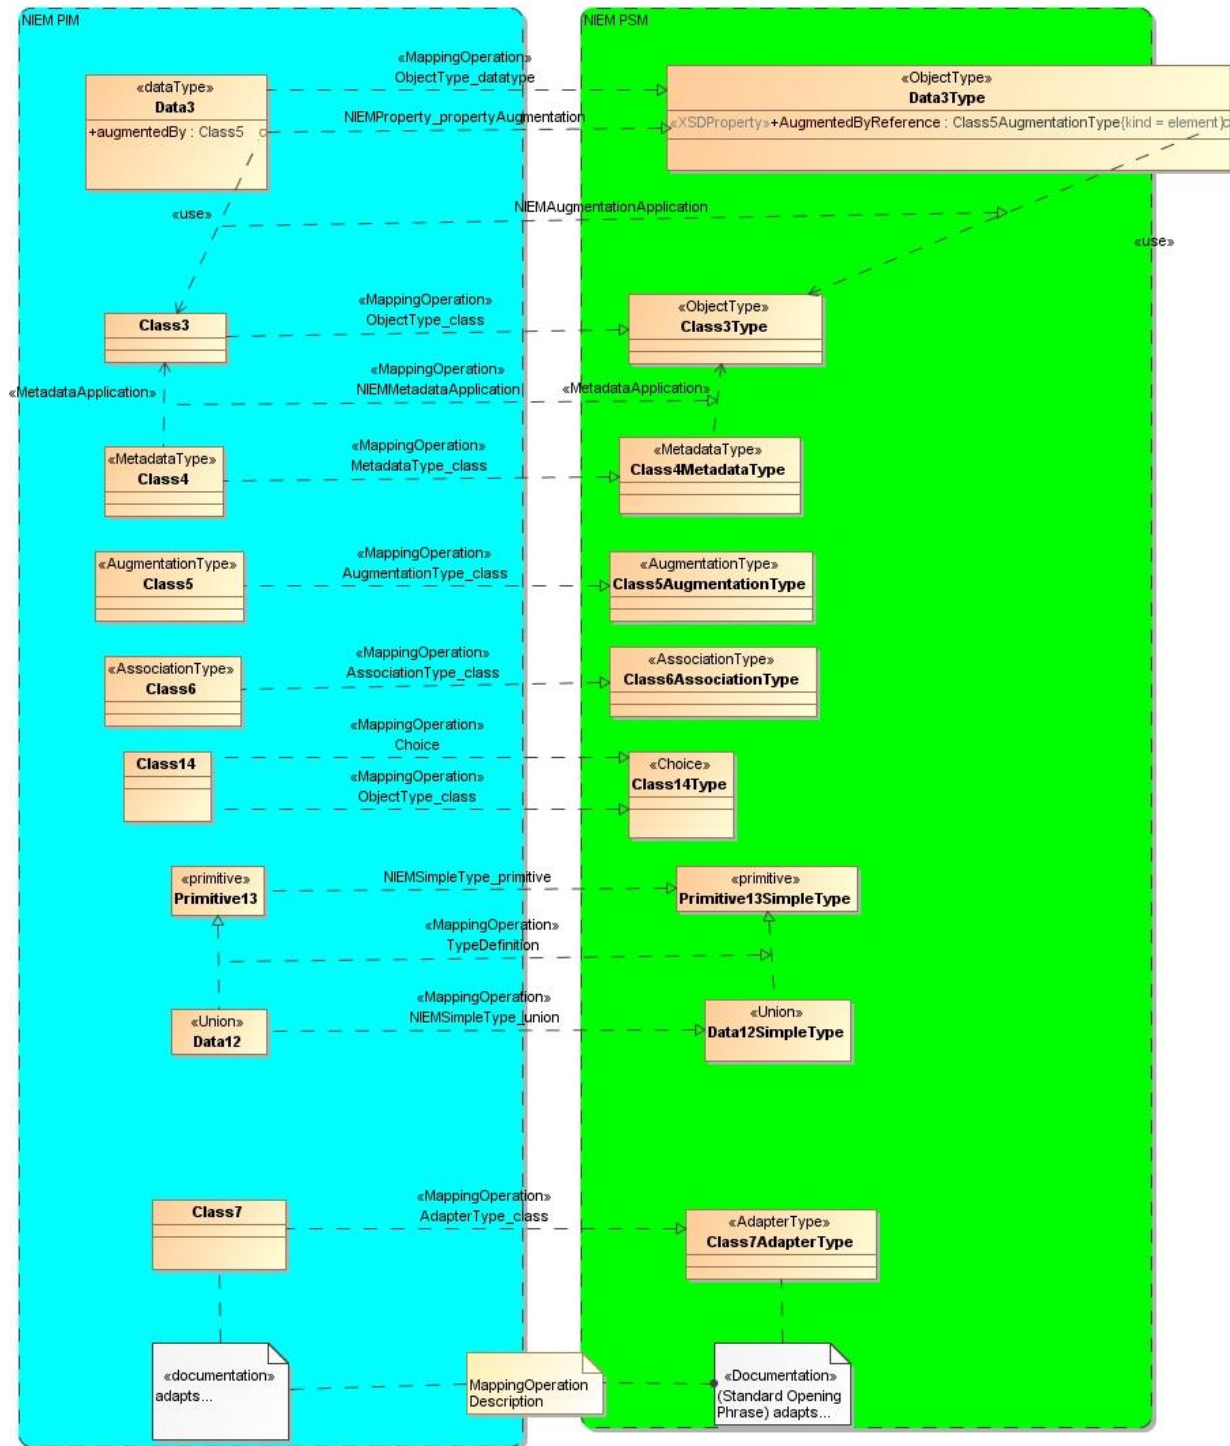 NIEM PIM
NIEM PSM
«MappingOperation»
ObjectType_datatype
«dataType»
Data3
+augmentedBy : Class5
«ObjectType»
Data3Type
NIEMProperty_propertyAugmentation
«XSDProperty»+AugmentedByReference : Class5AugmentationType{kind = element}
«use»
NIEMAugmentationApplication
«use»
«MappingOperation»
ObjectType_class
Class3
«ObjectType»
Class3Type
«MetadataApplication»
«MappingOperation»
NIEMMetadataApplication
«MetadataApplication»
«MetadataType»
Class4
«MappingOperation»
MetadataType_class
«MetadataType»
Class4MetadataType
«AugmentationType»
Class5
«MappingOperation»
AugmentationType_class
«AugmentationType»
Class5AugmentationType
«AssociationType»
Class6
«MappingOperation»
AssociationType_class
«AssociationType»
Class6AssociationType
Class14
«MappingOperation»
Choice
«MappingOperation»
ObjectType_class
«Choice»
Class14Type
«primitive»
Primitive13
NIEMSimpleType_primitive
«primitive»
Primitive13SimpleType
«MappingOperation»
TypeDefinition
«Union»
Data12
«MappingOperation»
NIEMSimpleType_union
«Union»
Data12SimpleType
Class7
«MappingOperation»
AdapterType_class
«AdapterType»
Class7AdapterType
«documentation»
adapts...
MappingOperation
Description
«Documentation»
(Standard Opening
Phrase) adapts...